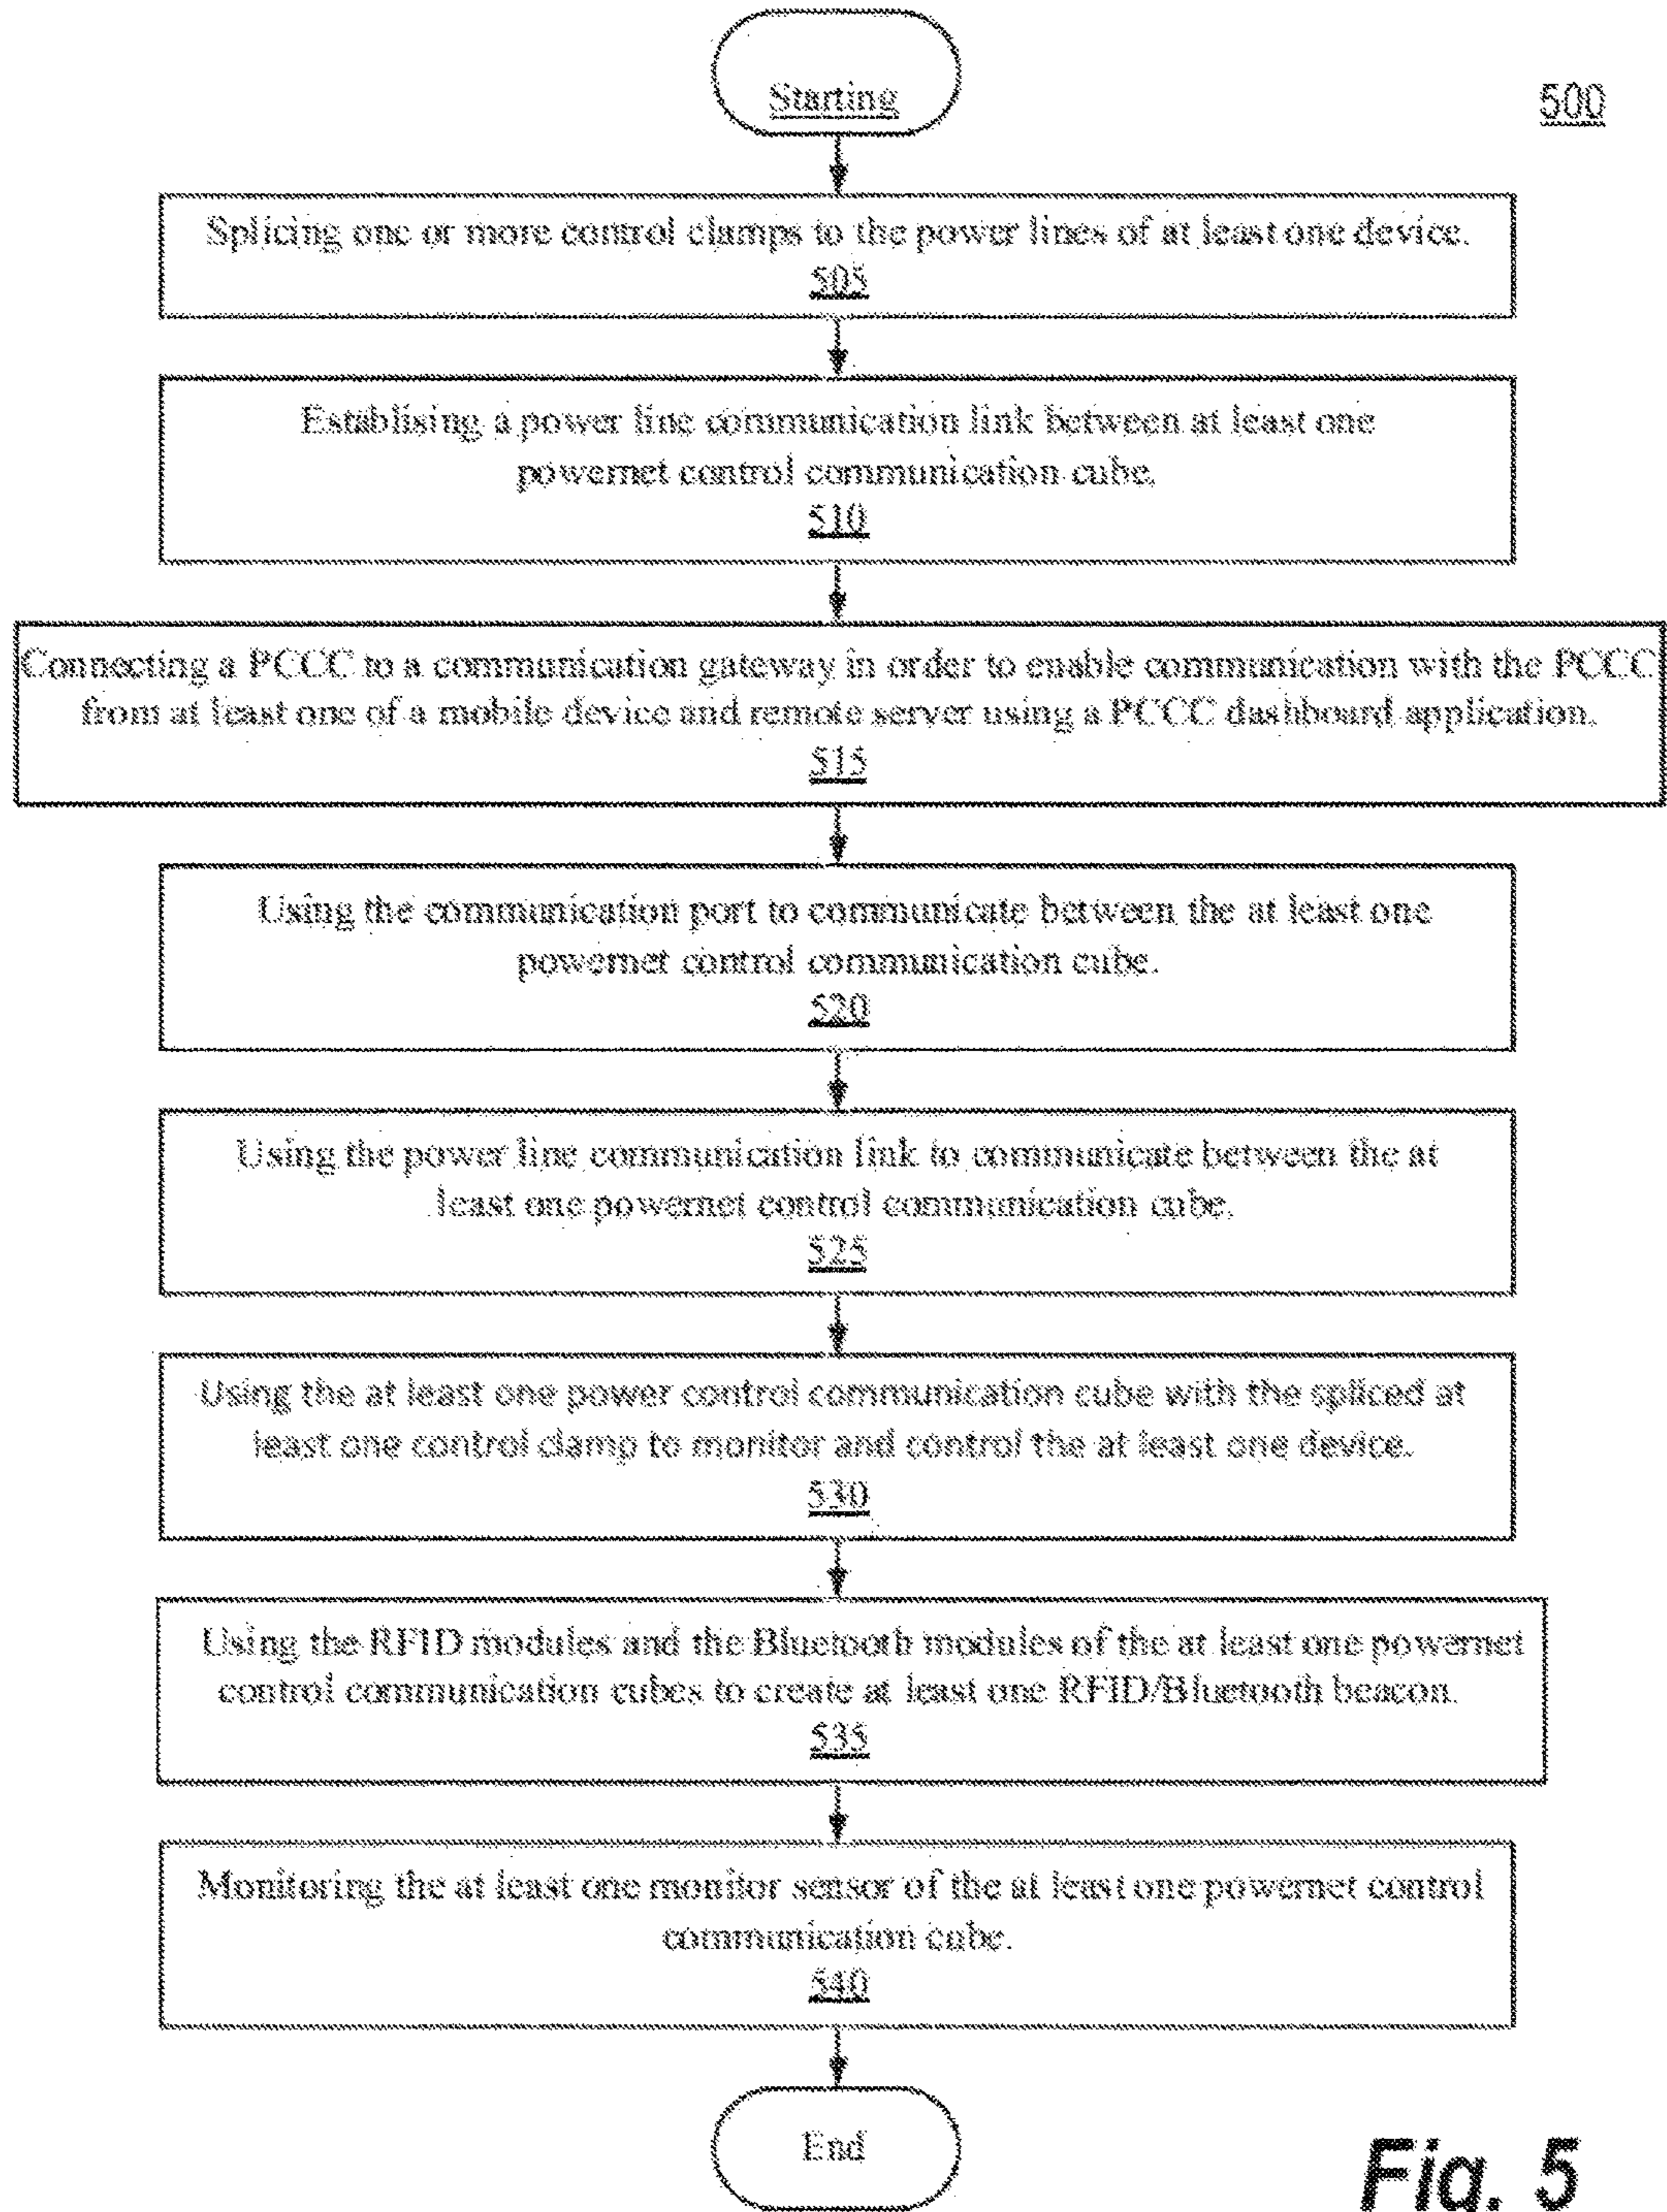 Starting
500
Splicing one or more control clamps to the power lines of at least one device.
505
Establising a power line communication link between at least one
powernet control communication cube.
510
Connecting a PCCC to a communication gateway in order to enable communication with the PCCC
from at least one of a mobile device and remote server using a PCCC dashboard application.
515
Using the communication port to communicate between the at least one
powernet control communication cube.
520
Using the power line communication link to communicate between the at
least one powernet control communication cube.
525
Using the at least one power control communication cube with the spliced at
least one control clamp to monitor and control the at least one device.
530
Using the RFID modules and the Bluetooth modules of the at least one powernet
control communication cubes to create at least one RFID/Bluetooth beacon.
535
Monitoring the at least one monitor sensor of the at least one powernet control
communication cube.
540
End
Fig. 5